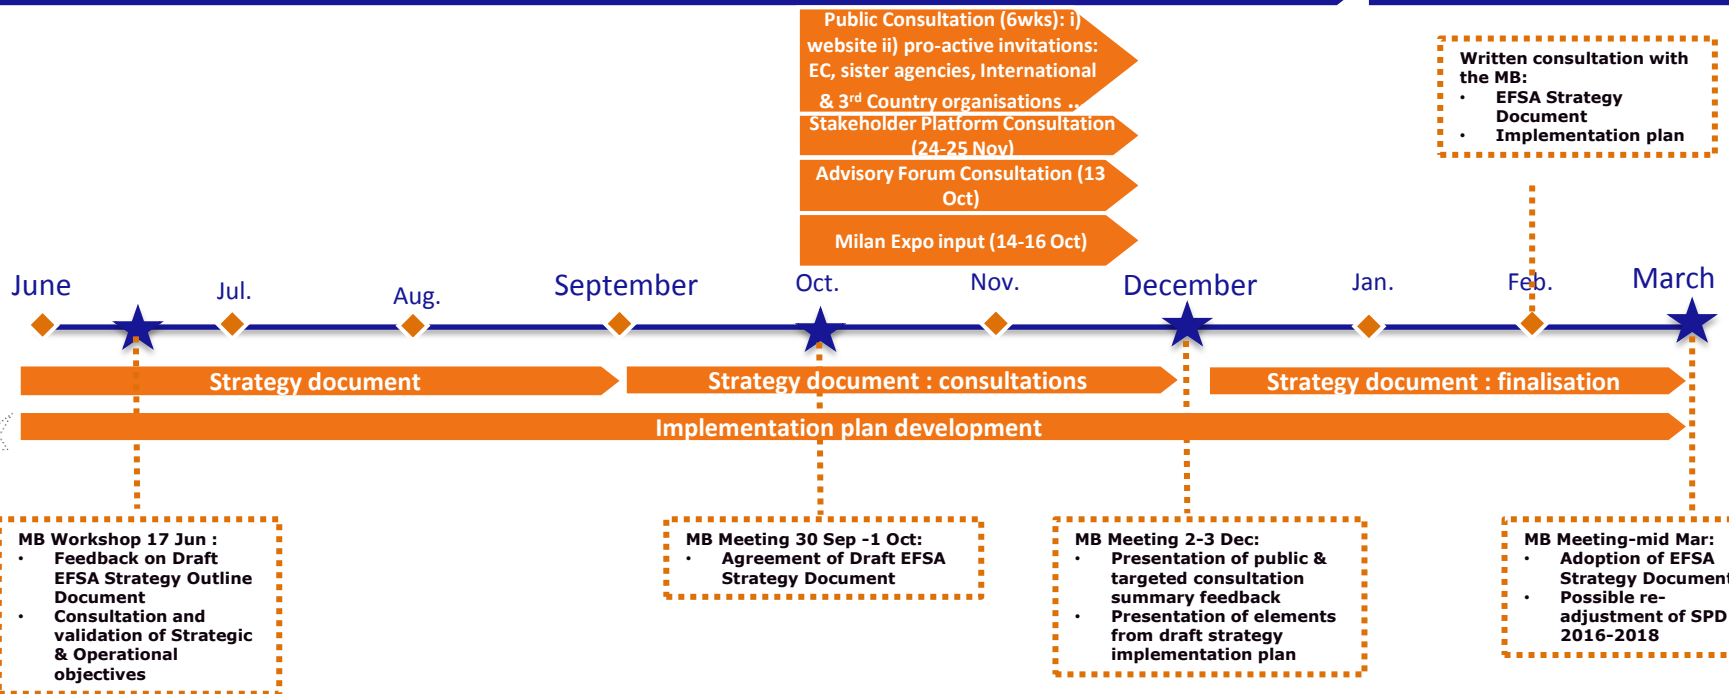 Public Consultation (6wks): i)
website ii) pro-active invitations:
EC, sister agencies, International
& 3rd Country organisations ..
Stakeholder Platform Consultation
(24-25 Nov)
Advisory Forum Consultation (13
Oct)
Milan Expo input (14-16 Oct)
Written consultation with
the MB:
• EFSA Strategy
Document
• Implementation plan
June
Jul.
Aug.
September
Oct.
Nov.
December
Jan.
Feb.
March
Strategy document
Strategy document : consultations
Strategy document : finalisation
Implementation plan development
MB Workshop 17 Jun :
• Feedback on Draft
EFSA Strategy Outline
Document
• Consultation and
validation of Strategic
& Operational
objectives
MB Meeting 30 Sep -1 Oct:
• Agreement of Draft EFSA
Strategy Document
MB Meeting 2-3 Dec:
• Presentation of public &
targeted consultation
summary feedback
• Presentation of elements
from draft strategy
implementation plan
MB Meeting-mid Mar:
• Adoption of EFSA
Strategy Document
• Possible re-
adjustment of SPD
2016-2018